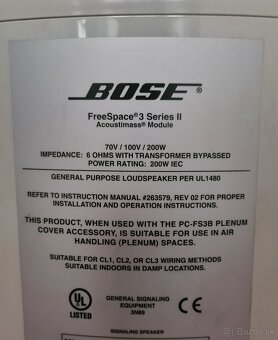 BOSE
FreeSpace®3 Series II
Acoustimass® Module
70V / 100V / 200W
IMPEDANCE: 6 OHMS WITH TRANSFORMER BYPASSED
POWER RATING: 200W IEC
GENERAL PURPOSE LOUDSPEAKER PER UL1480
REFER TO INSTRUCTION MANUAL #263579, REV 02 FOR PROPER
INSTALLATION AND OPERATION INSTRUCTIONS.
THIS PRODUCT, WHEN USED WITH THE PC-FS3B PLENUM
COVER ACCESSORY, IS SUITABLE FOR USE IN AIR
HANDLING (PLENUM) SPACES.
SUITABLE FOR CL1, CL2, OR CL3 WIRING METHODS
SUITABLE INDOORS IN DAMP LOCATIONS.
UL
LISTED
GENERAL SIGNALING
EQUIPMENT
3N89
SIGNALING SPEAKER
bazar.sk